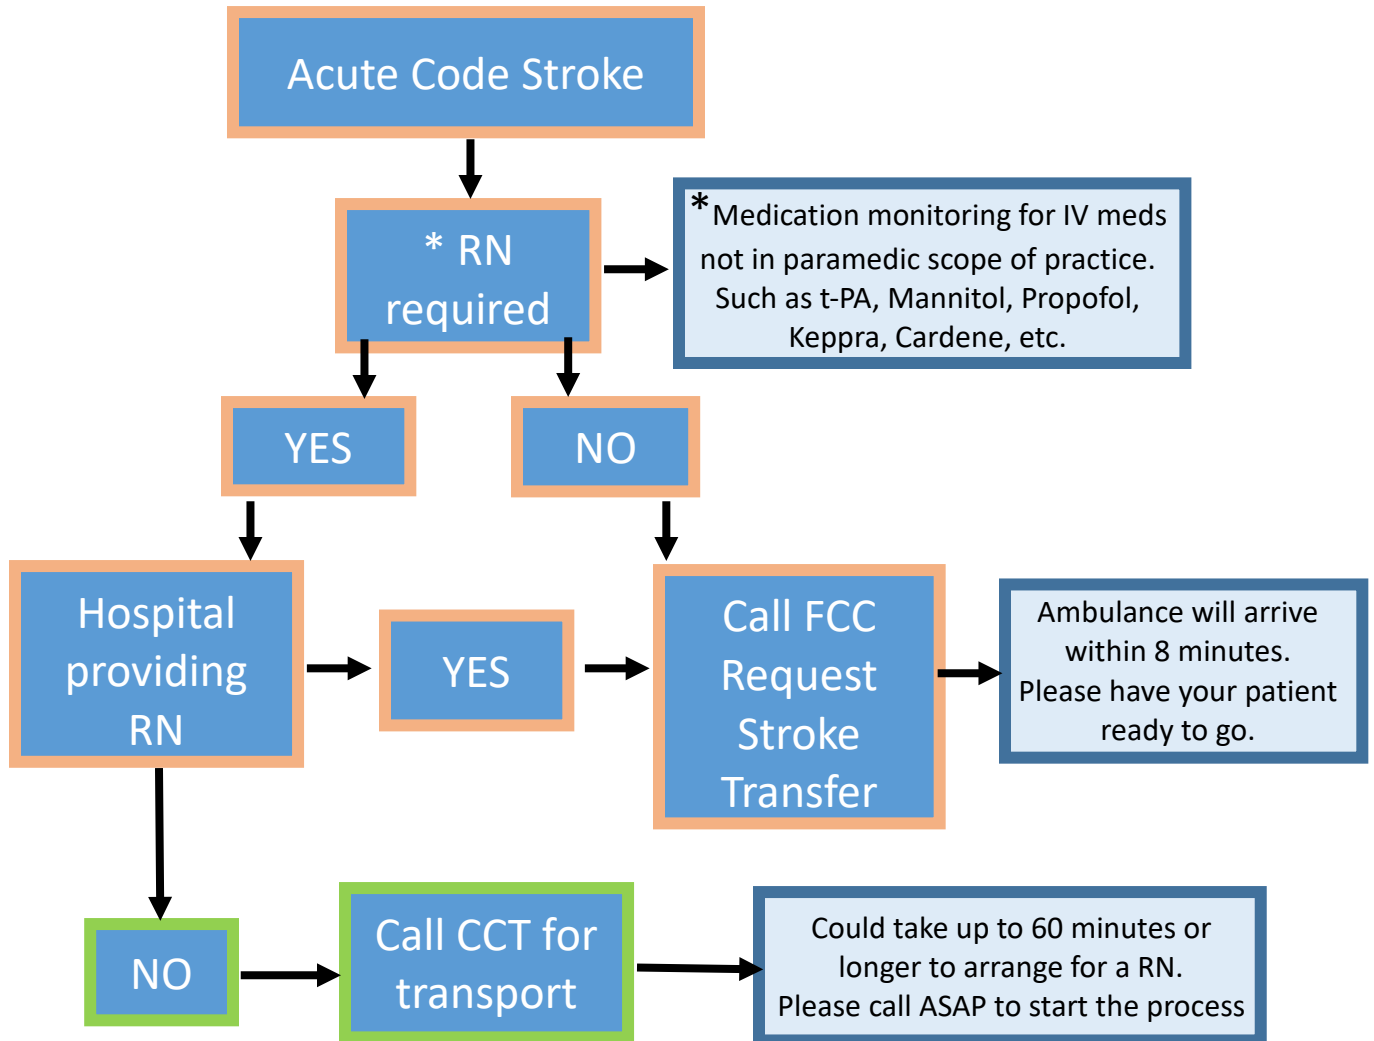 Acute Code Stroke
* RN
required
*Medication monitoring for IV meds
not in paramedic scope of practice.
Such as t-PA, Mannitol, Propofol,
Keppra, Cardene, etc.
YES
NO
Hospital
providing
RN
YES
Call FCC
Request
Stroke
Transfer
Ambulance will arrive
within 8 minutes.
Please have your patient
ready to go.
NO
Call CCT for
transport
Could take up to 60 minutes or
longer to arrange for a RN.
Please call ASAP to start the process